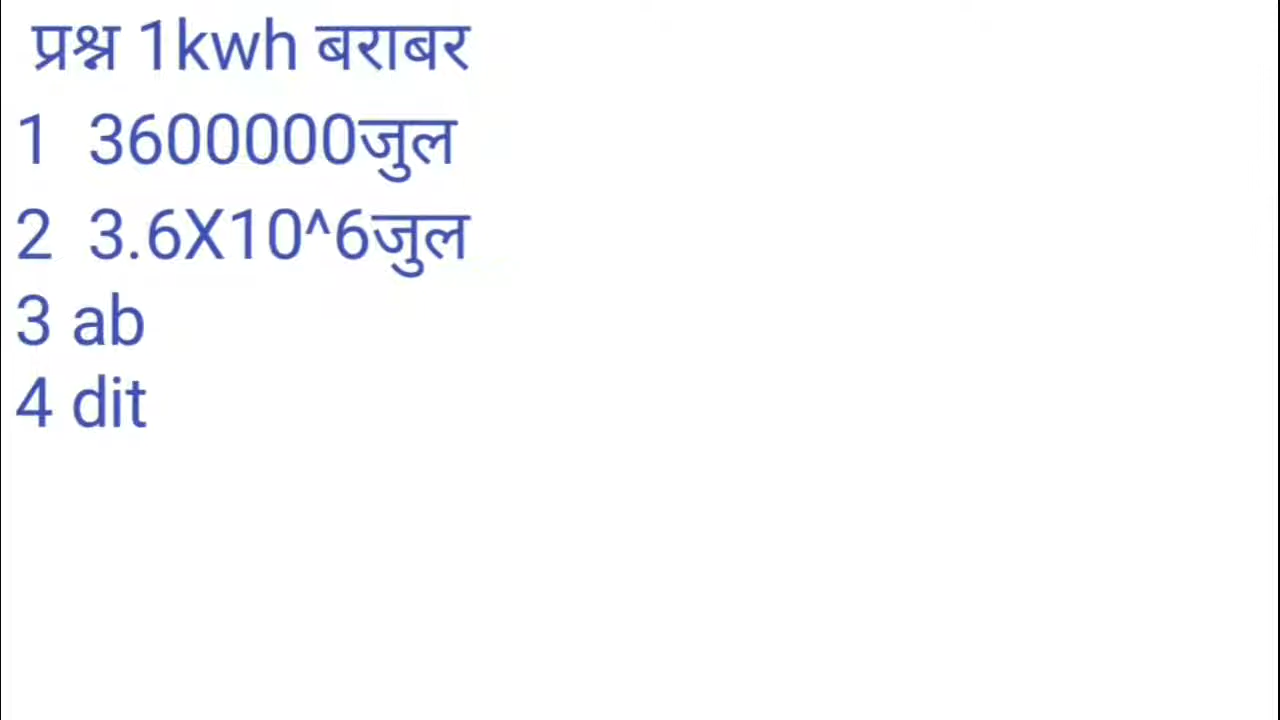 प्रश्न 1kwh बराबर
1 3600000जुल
2 3.6X10^6जुल
3 ab
4 dit